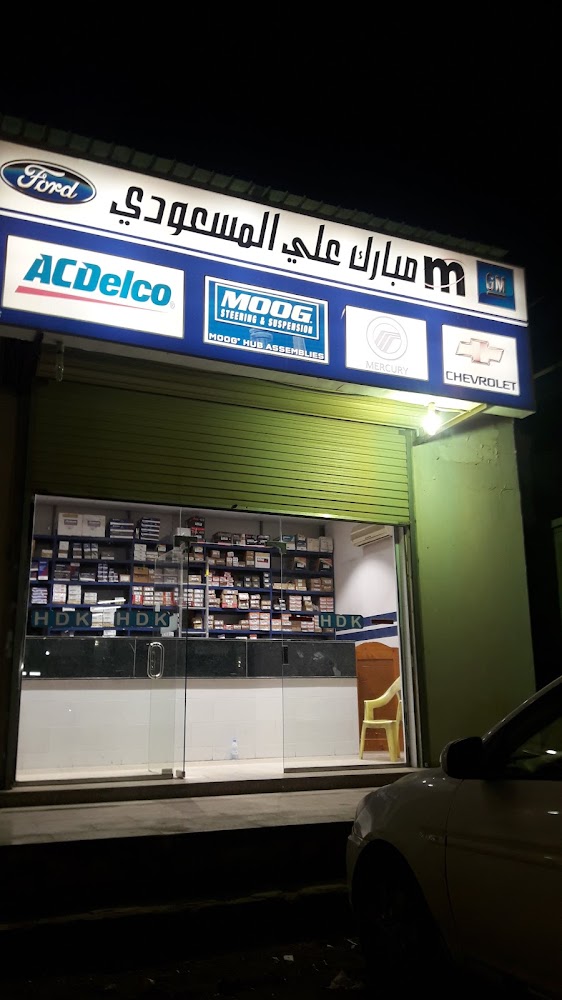 Ford
مبارك علي المسعودي
m
GM
ACDelco
MOOG
STEERING & SUSPENSION
MOOG® HUB ASSEMBLIES
MERCURY
CHEVROLET
HDK HDK HDK